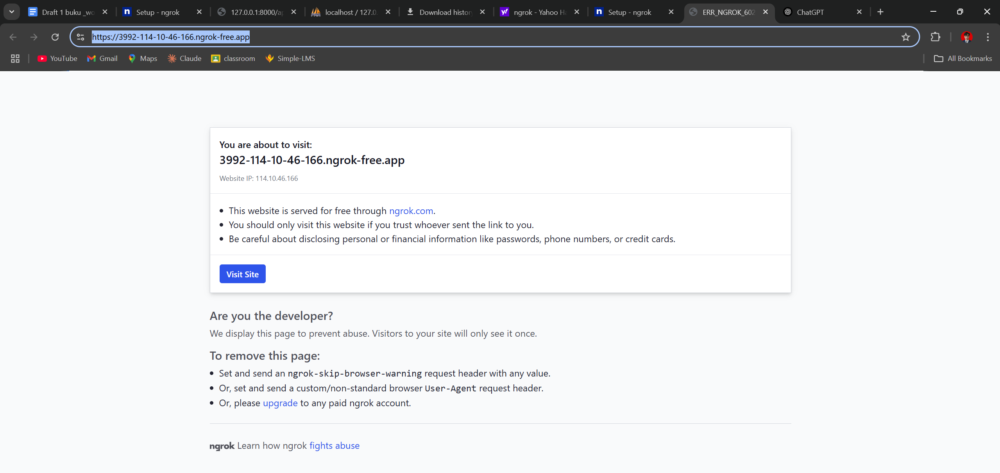 Draft 1 buku _wo
Setup - ngrok
127.0.0.1:8000/ap
localhost / 127.0.
Download history
ngrok - Yahoo Ha
Setup - ngrok
ERR_NGROK_602
ChatGPT
https://3992-114-10-46-166.ngrok-free.app
YouTube
Gmail
Maps
Claude
classroom
Simple-LMS
All Bookmarks
You are about to visit:
3992-114-10-46-166.ngrok-free.app
Website IP: 114.10.46.166
This website is served for free through ngrok.com.
You should only visit this website if you trust whoever sent the link to you.
Be careful about disclosing personal or financial information like passwords, phone numbers, or credit cards.
Visit Site
Are you the developer?
We display this page to prevent abuse. Visitors to your site will only see it once.
To remove this page:
Set and send an ngrok-skip-browser-warning request header with any value.
Or, set and send a custom/non-standard browser User-Agent request header.
Or, please upgrade to any paid ngrok account.
ngrok Learn how ngrok fights abuse